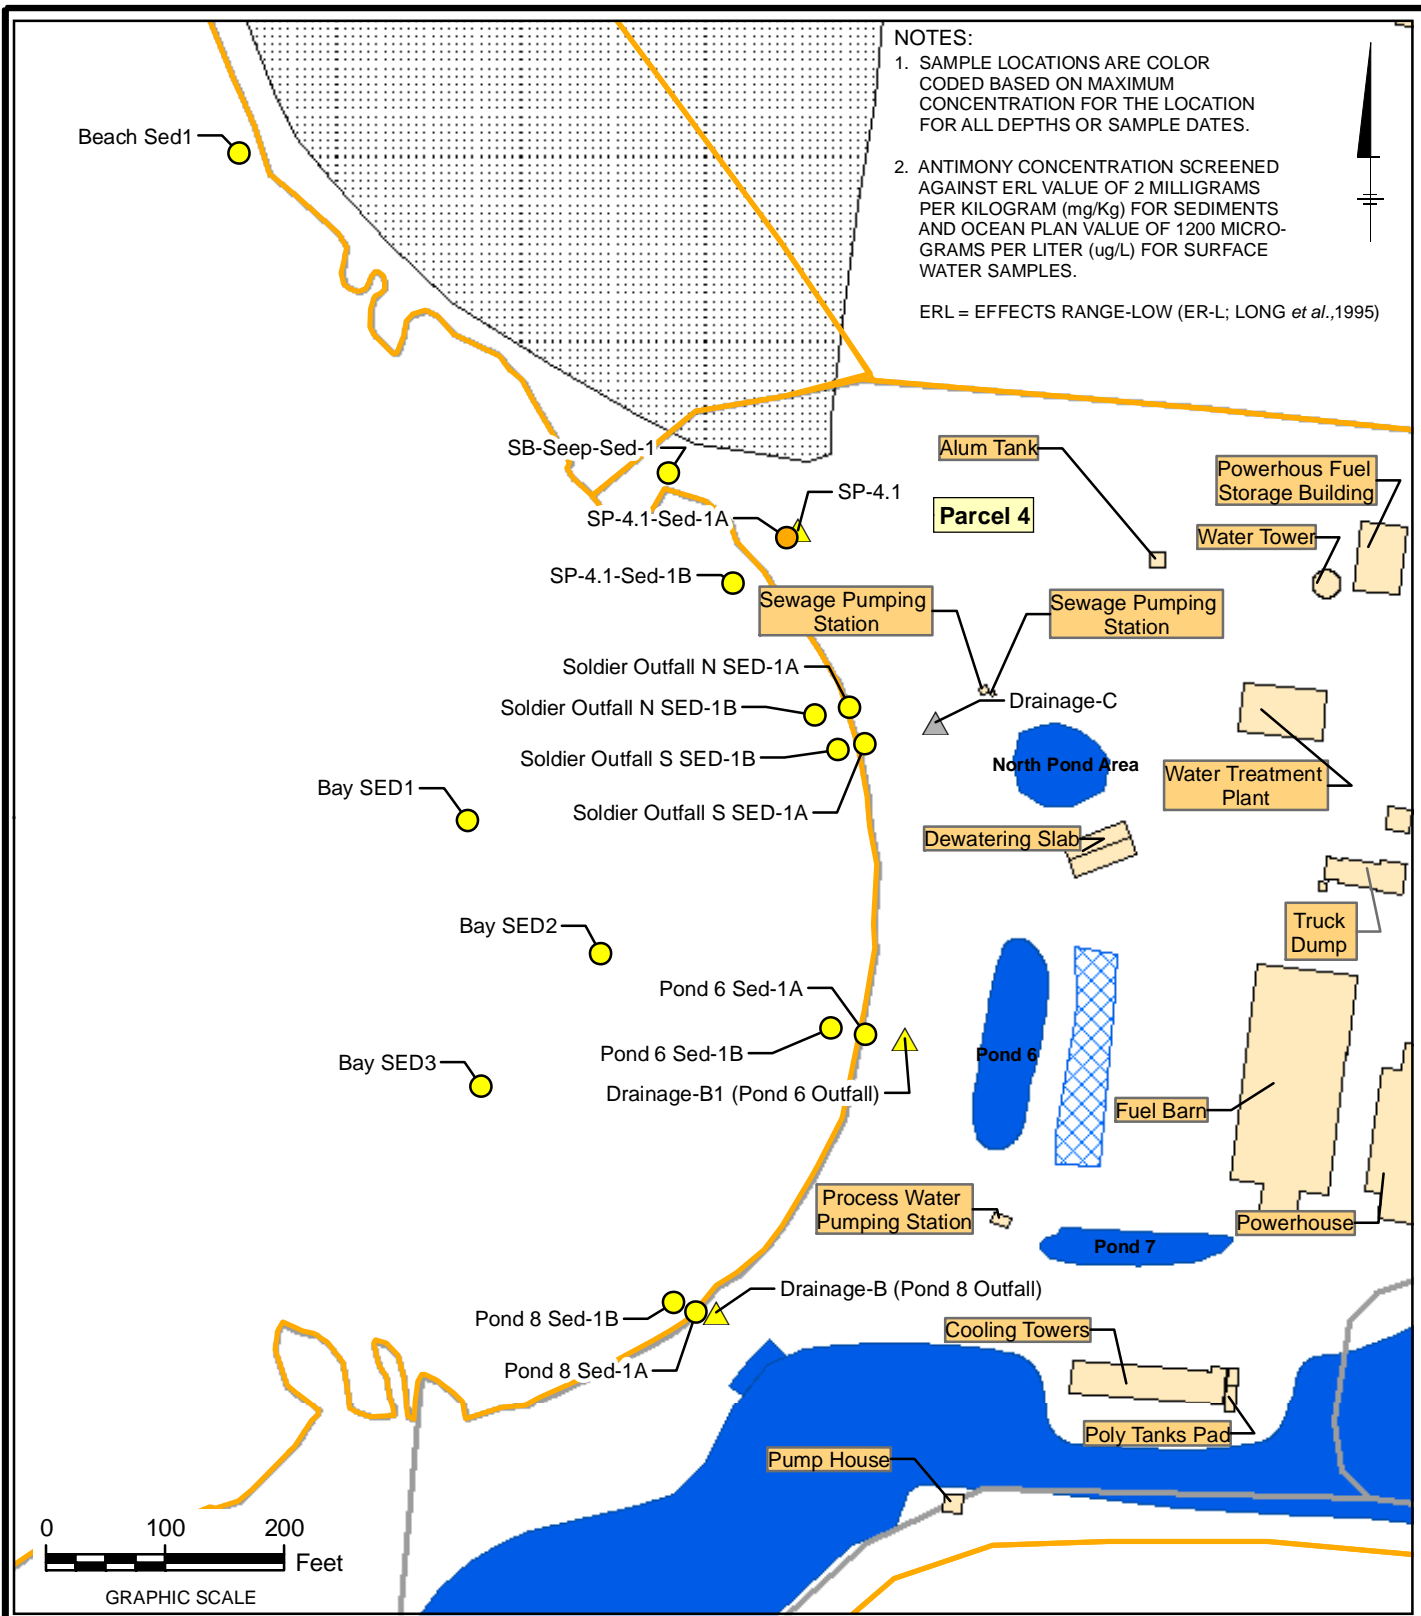 NOTES:
1. SAMPLE LOCATIONS ARE COLOR
CODED BASED ON MAXIMUM
CONCENTRATION FOR THE LOCATION
FOR ALL DEPTHS OR SAMPLE DATES.
2. ANTIMONY CONCENTRATION SCREENED
AGAINST ERL VALUE OF 2 MILLIGRAMS
PER KILOGRAM (mg/Kg) FOR SEDIMENTS
AND OCEAN PLAN VALUE OF 1200 MICRO-
GRAMS PER LITER (ug/L) FOR SURFACE
WATER SAMPLES.
ERL = EFFECTS RANGE-LOW (ER-L; LONG et al.,1995)
Beach Sed1
SB-Seep-Sed-1
Alum Tank
Powerhous Fuel
Storage Building
SP-4.1
SP-4.1-Sed-1A
Parcel 4
Water Tower
SP-4.1-Sed-1B
Sewage Pumping
Station
Sewage Pumping
Station
Soldier Outfall N SED-1A
Soldier Outfall N SED-1B
Drainage-C
Soldier Outfall S SED-1B
North Pond Area
Water Treatment
Plant
Bay SED1
Soldier Outfall S SED-1A
Dewatering Slab
Bay SED2
Truck
Dump
Pond 6 Sed-1A
Pond 6 Sed-1B
Pond 6
Bay SED3
Drainage-B1 (Pond 6 Outfall)
Fuel Barn
Process Water
Pumping Station
Powerhouse
Pond 7
Drainage-B (Pond 8 Outfall)
Pond 8 Sed-1B
Cooling Towers
Pond 8 Sed-1A
Poly Tanks Pad
Pump House
0 100 200
Feet
GRAPHIC SCALE